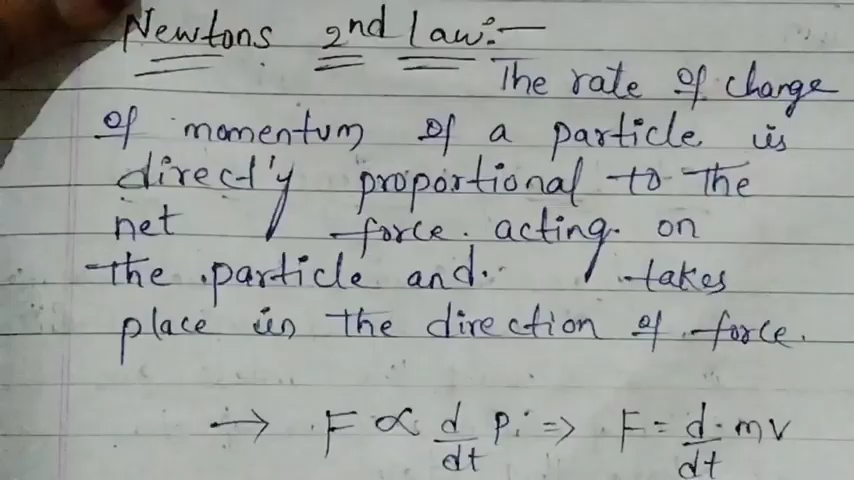 Newtons 2nd law:-
The rate of change
of momentum of a particle is
directly proportional to the
net force. acting on
the particle and. takes
place in the direction of force.
→ F ∝ d/dt P; ⇒ F = d/dt · mv